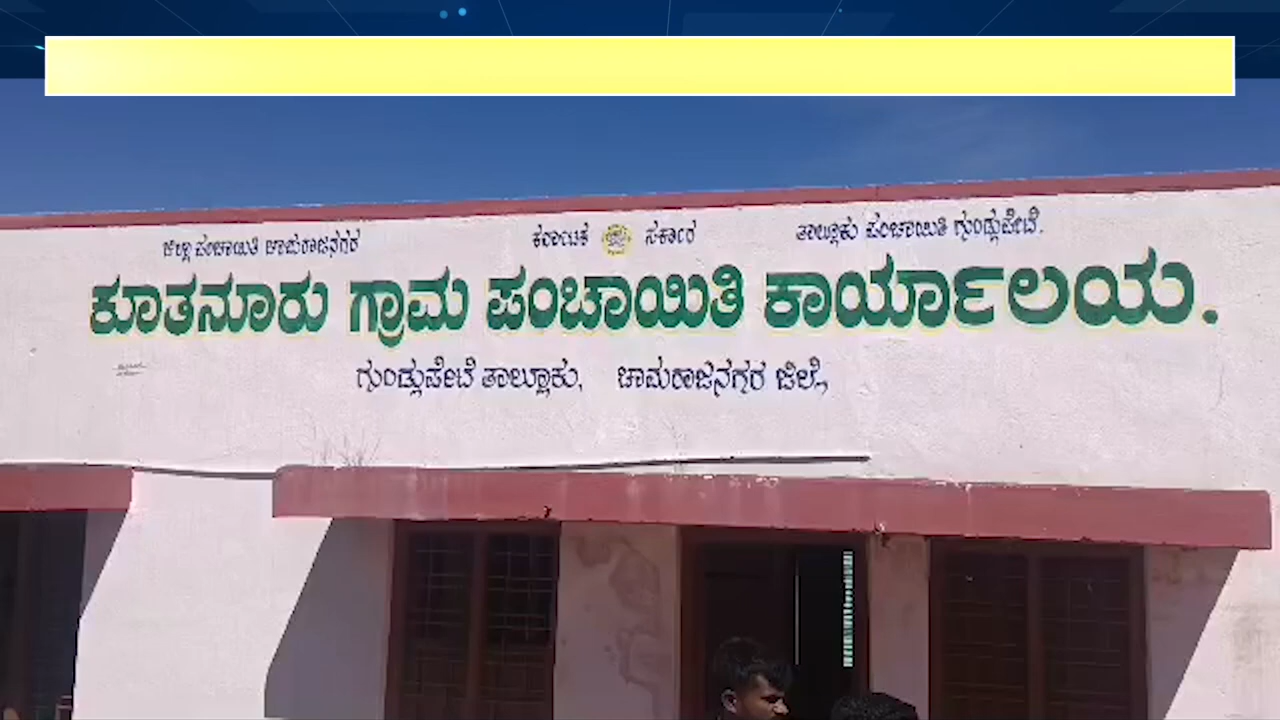 ಜಿಲ್ಲಾ ಪಂಚಾಯಿತಿ ಚಾಮರಾಜನಗರ ಕರ್ನಾಟಕ ಸರ್ಕಾರ ತಾಲ್ಲೂಕು ಪಂಚಾಯಿತಿ ಗುಂಡ್ಲುಪೇಟೆ.
ಕೂತನೂರು ಗ್ರಾಮ ಪಂಚಾಯಿತಿ ಕಾರ್ಯಾಲಯ.
ಗುಂಡ್ಲುಪೇಟೆ ತಾಲ್ಲೂಕು, ಚಾಮರಾಜನಗರ ಜಿಲ್ಲೆ,